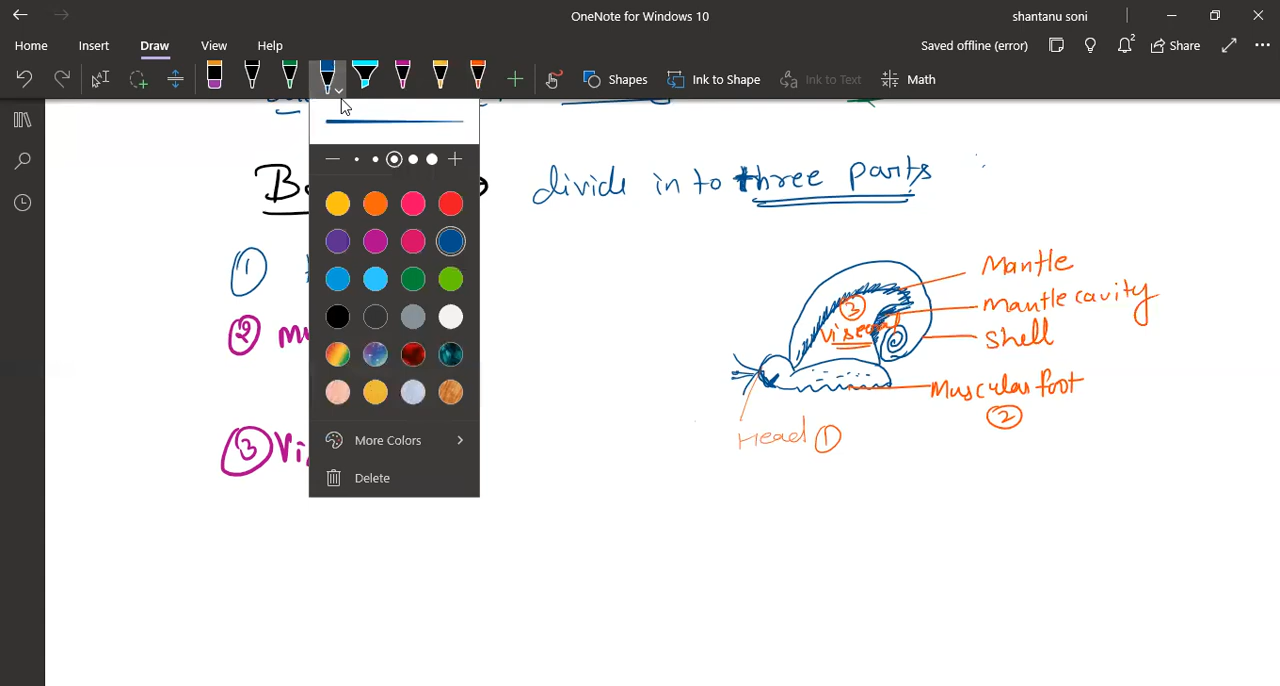 OneNote for Windows 10
shantanu soni
Home Insert Draw View Help
Saved offline (error)
Share
Shapes
Ink to Shape
Ink to Text
Math
divide in to three parts
①
② mu
③ Vi
More Colors
Delete
Mantle
mantle cavity
shell
③
visceral
Muscular foot
②
Head ①